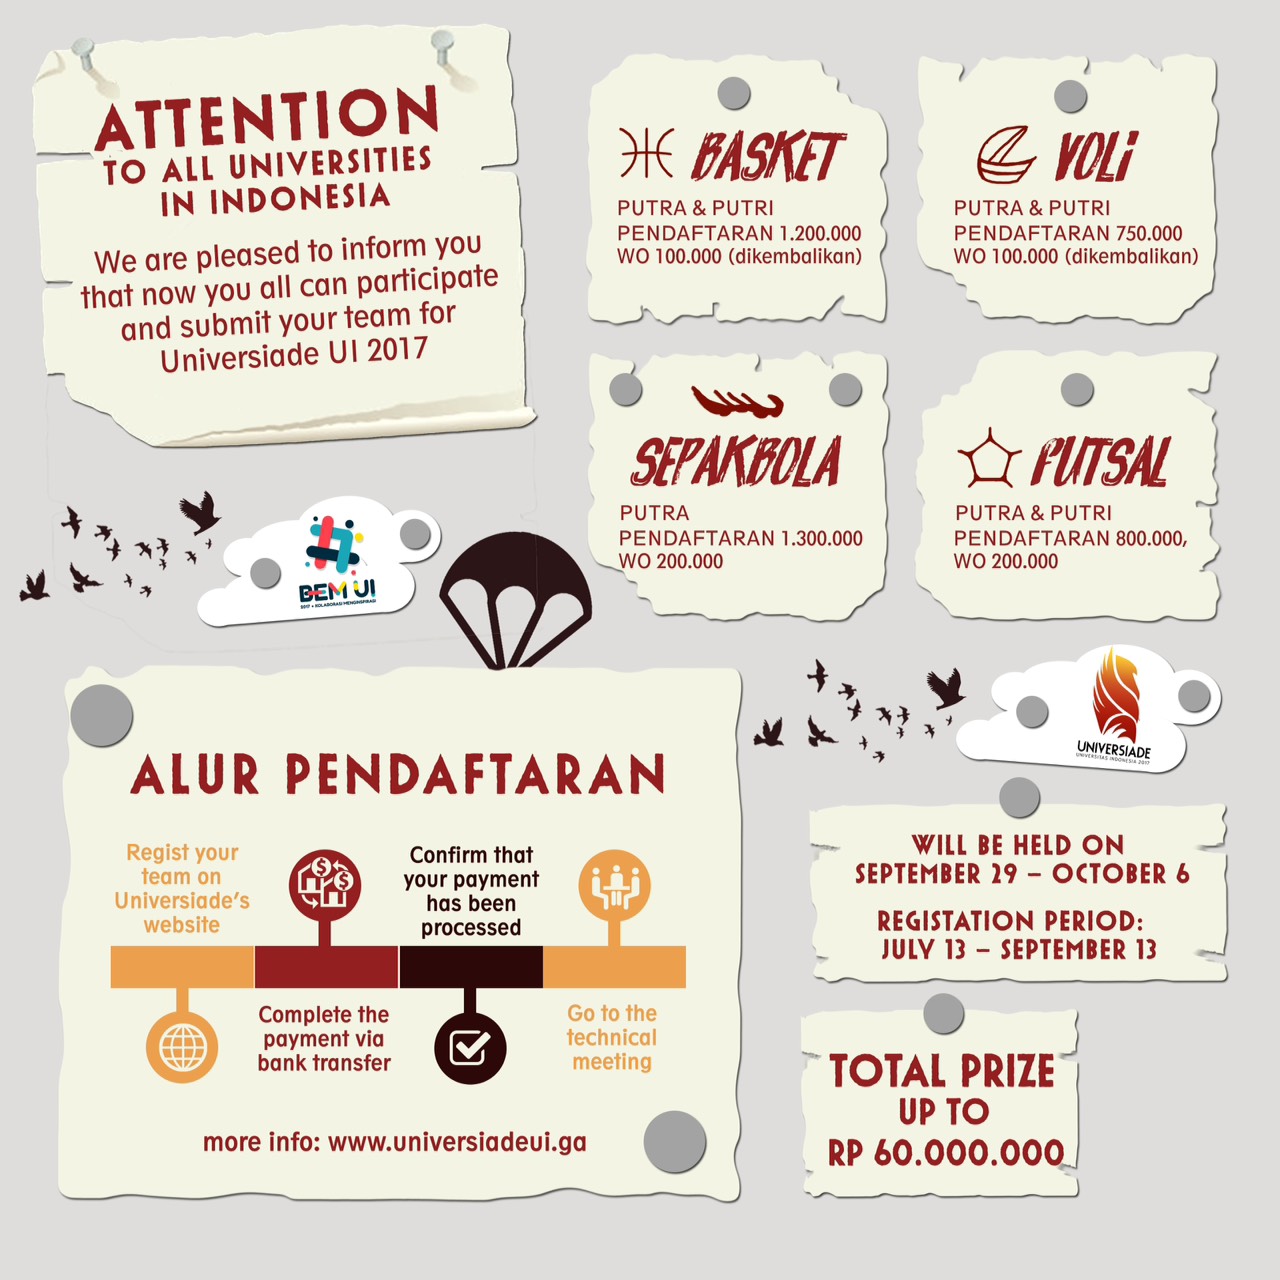 ATTENTION
TO ALL UNIVERSITIES
IN INDONESIA
We are pleased to inform you
that now you all can participate
and submit your team for
Universiade UI 2017
BASKET
PUTRA & PUTRI
PENDAFTARAN 1.200.000
WO 100.000 (dikembalikan)
VOLi
PUTRA & PUTRI
PENDAFTARAN 750.000
WO 100.000 (dikembalikan)
SEPAKBOLA
PUTRA
PENDAFTARAN 1.300.000
WO 200.000
FUTSAL
PUTRA & PUTRI
PENDAFTARAN 800.000,
WO 200.000
BEM UI
2017 • KOLABORASI MENGINSPIRASI
UNIVERSIADE
UNIVERSITAS INDONESIA 2017
ALUR PENDAFTARAN
Regist your
team on
Universiade's
website
Complete the
payment via
bank transfer
Confirm that
your payment
has been
processed
Go to the
technical
meeting
more info: www.universiadeui.ga
WILL BE HELD ON
SEPTEMBER 29 – OCTOBER 6
REGISTATION PERIOD:
JULY 13 – SEPTEMBER 13
TOTAL PRIZE
UP TO
RP 60.000.000